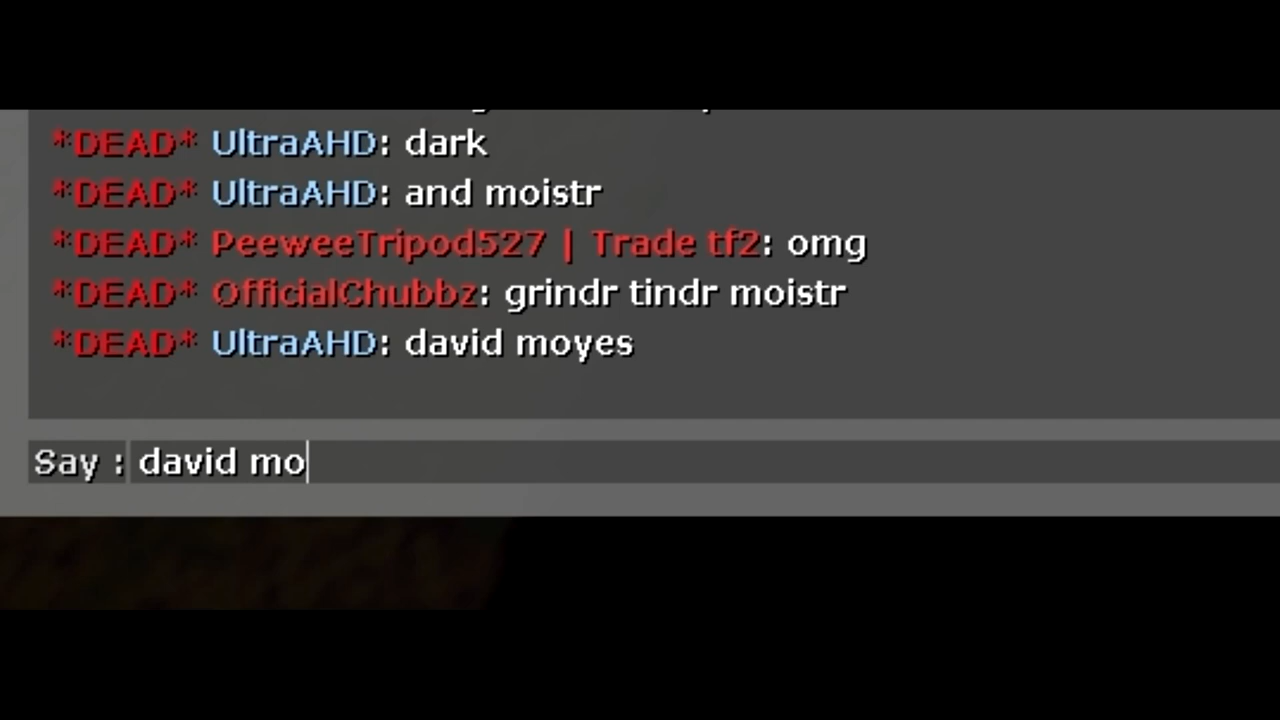 *DEAD* UltraAHD: dark
*DEAD* UltraAHD: and moistr
*DEAD* PeeweeTripod527 | Trade tf2: omg
*DEAD* OfficialChubbz: grindr tindr moistr
*DEAD* UltraAHD: david moyes
Say : david mo